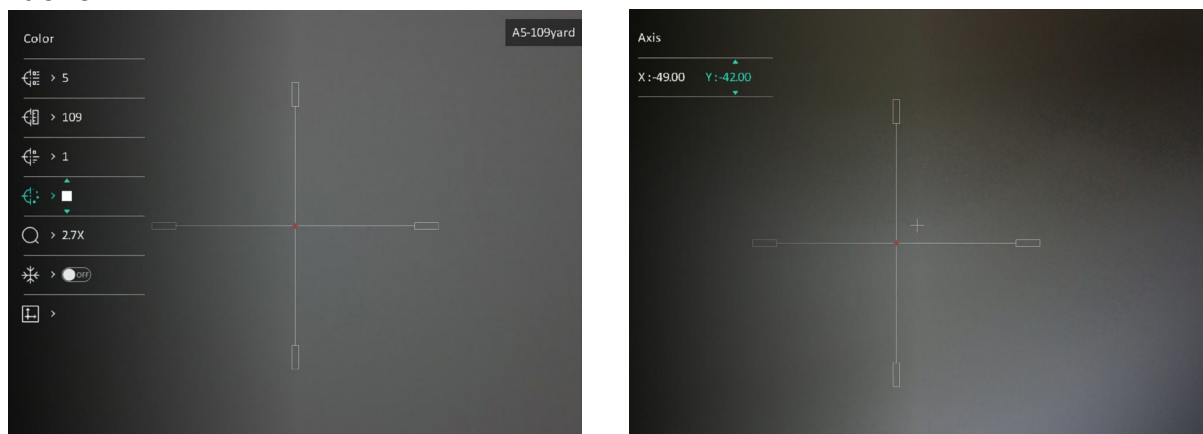 Color
A5-109yard
> 5
> 109
> 1
>
> 2.7X
> OFF
>
Axis
X :-49.00 Y :-42.00